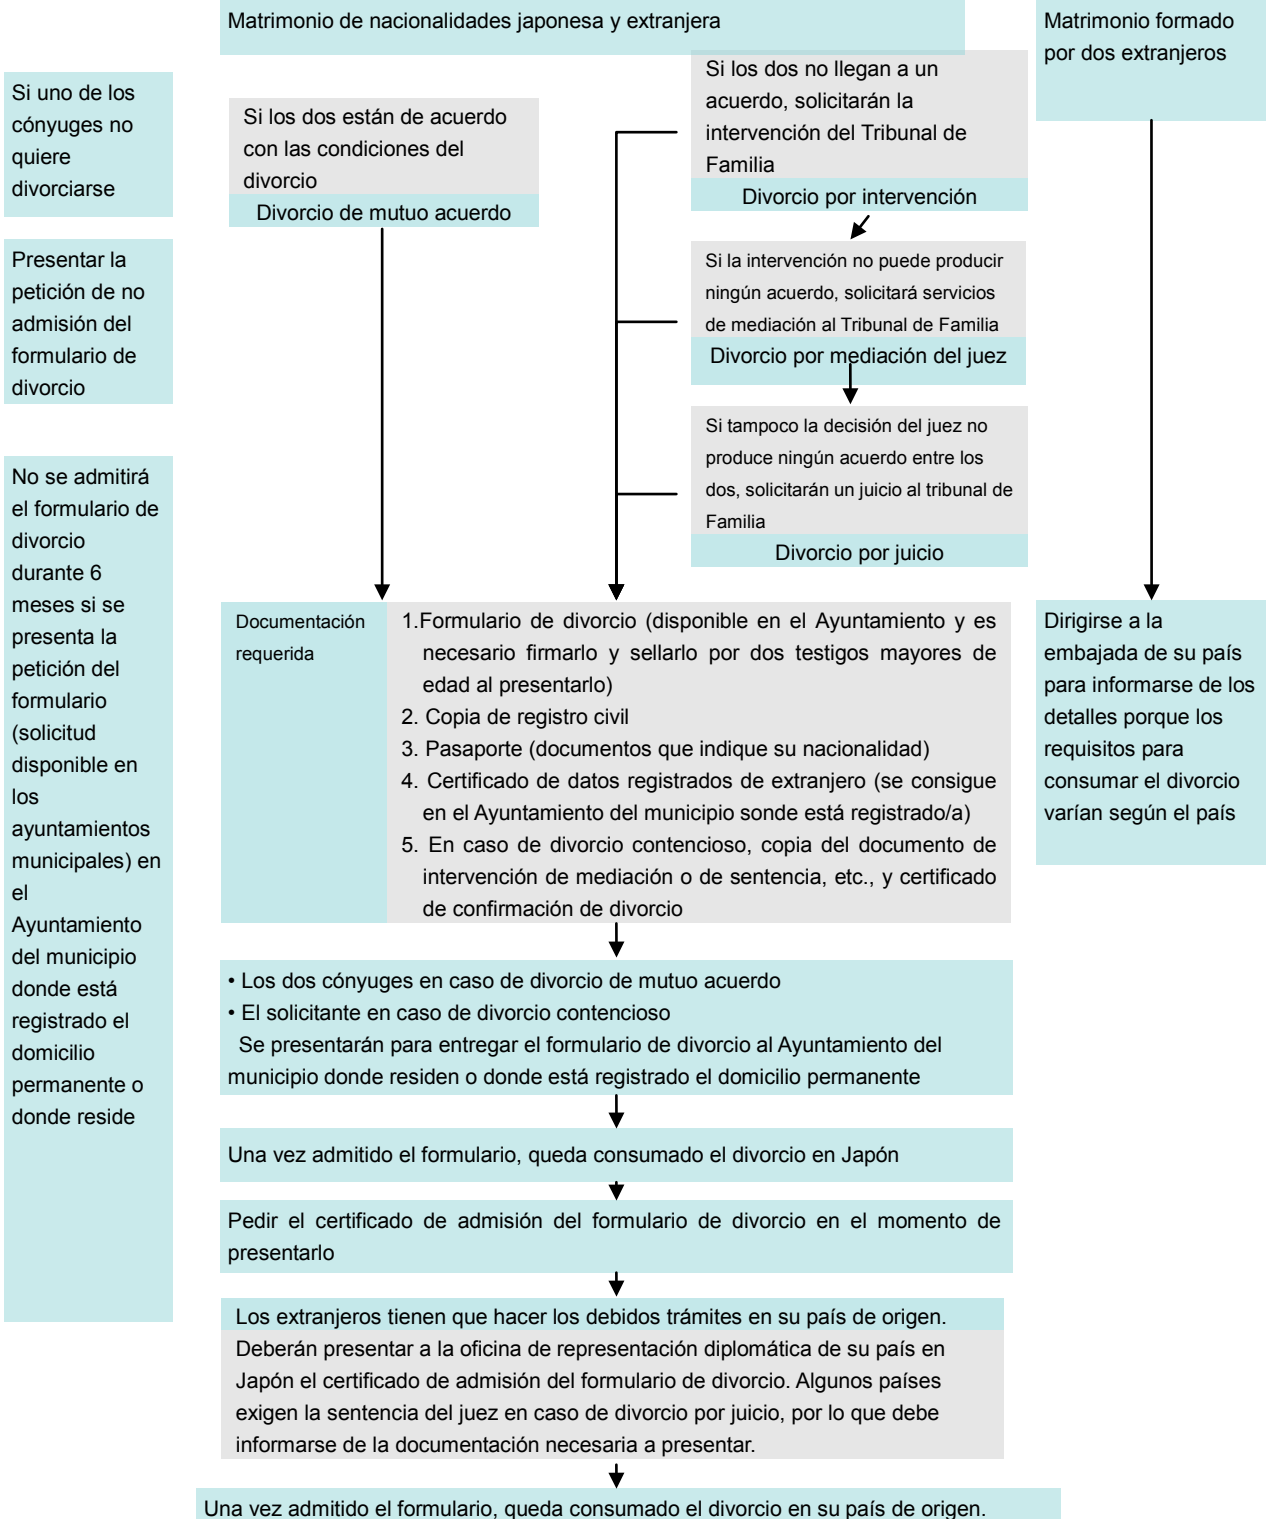 Matrimonio de nacionalidades japonesa y extranjera
Matrimonio formado
por dos extranjeros
Si uno de los
cónyuges no
quiere
divorciarse
Si los dos están de acuerdo
con las condiciones del
divorcio
Divorcio de mutuo acuerdo
Si los dos no llegan a un
acuerdo, solicitarán la
intervención del Tribunal de
Familia
Divorcio por intervención
Presentar la
petición de no
admisión del
formulario de
divorcio
Si la intervención no puede producir
ningún acuerdo, solicitará servicios
de mediación al Tribunal de Familia
Divorcio por mediación del juez
Si tampoco la decisión del juez no
produce ningún acuerdo entre los
dos, solicitarán un juicio al tribunal de
Familia
Divorcio por juicio
No se admitirá
el formulario de
divorcio
durante 6
meses si se
presenta la
petición del
formulario
(solicitud
disponible en
los
ayuntamientos
municipales) en
el
Ayuntamiento
del municipio
donde está
registrado el
domicilio
permanente o
donde reside
Documentación
requerida
1.Formulario de divorcio (disponible en el Ayuntamiento y es
necesario firmarlo y sellarlo por dos testigos mayores de
edad al presentarlo)
2. Copia de registro civil
3. Pasaporte (documentos que indique su nacionalidad)
4. Certificado de datos registrados de extranjero (se consigue
en el Ayuntamiento del municipio sonde está registrado/a)
5. En caso de divorcio contencioso, copia del documento de
intervención de mediación o de sentencia, etc., y certificado
de confirmación de divorcio
Dirigirse a la
embajada de su país
para informarse de los
detalles porque los
requisitos para
consumar el divorcio
varían según el país
• Los dos cónyuges en caso de divorcio de mutuo acuerdo
• El solicitante en caso de divorcio contencioso
Se presentarán para entregar el formulario de divorcio al Ayuntamiento del
municipio donde residen o donde está registrado el domicilio permanente
Una vez admitido el formulario, queda consumado el divorcio en Japón
Pedir el certificado de admisión del formulario de divorcio en el momento de
presentarlo
Los extranjeros tienen que hacer los debidos trámites en su país de origen.
Deberán presentar a la oficina de representación diplomática de su país en
Japón el certificado de admisión del formulario de divorcio. Algunos países
exigen la sentencia del juez en caso de divorcio por juicio, por lo que debe
informarse de la documentación necesaria a presentar.
Una vez admitido el formulario, queda consumado el divorcio en su país de origen.